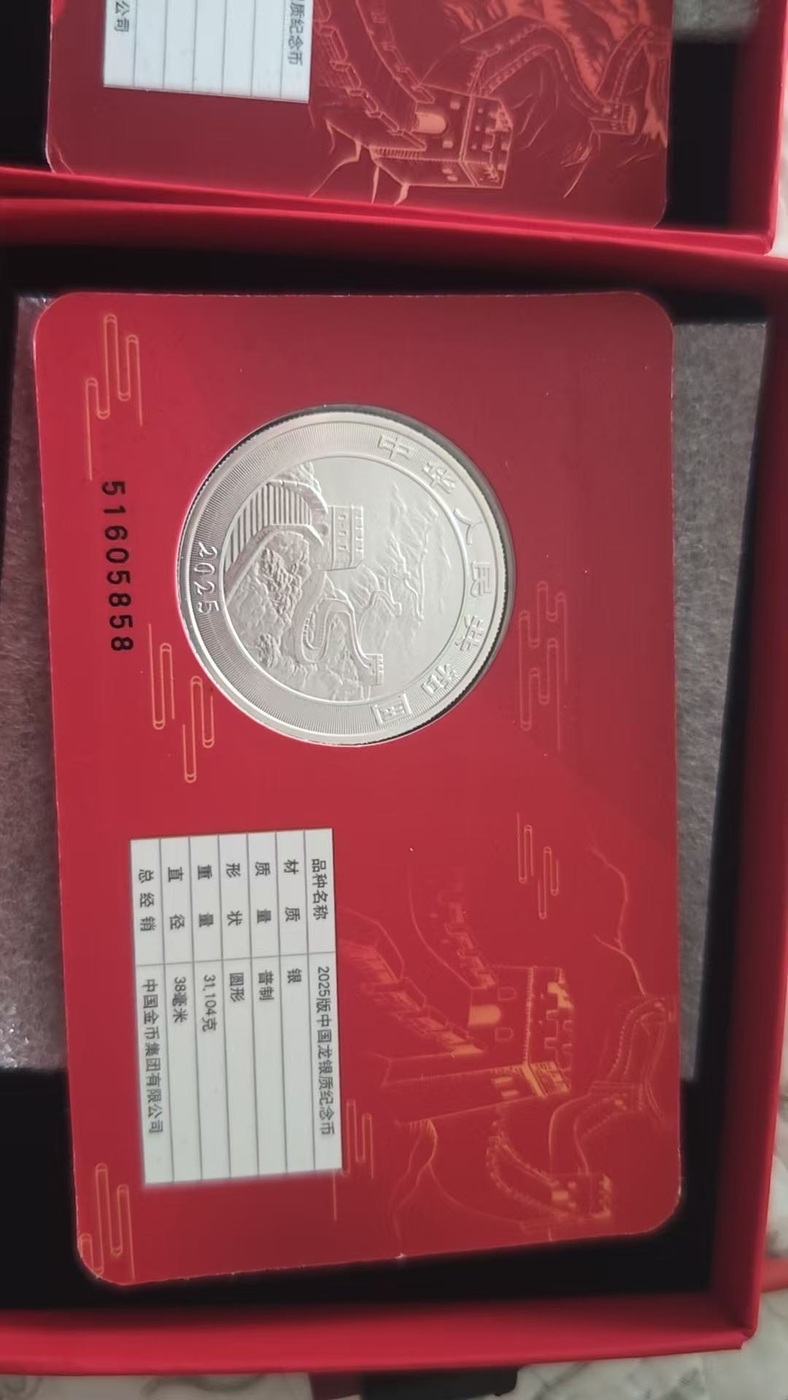 质纪念币
公司
中华人民共和国
2025
51605858
品种名称 2025版中国龙银质纪念币
材质 银
质量 普制
形状 圆形
重量 31,104克
直径 38毫米
总经销 中国金币集团有限公司